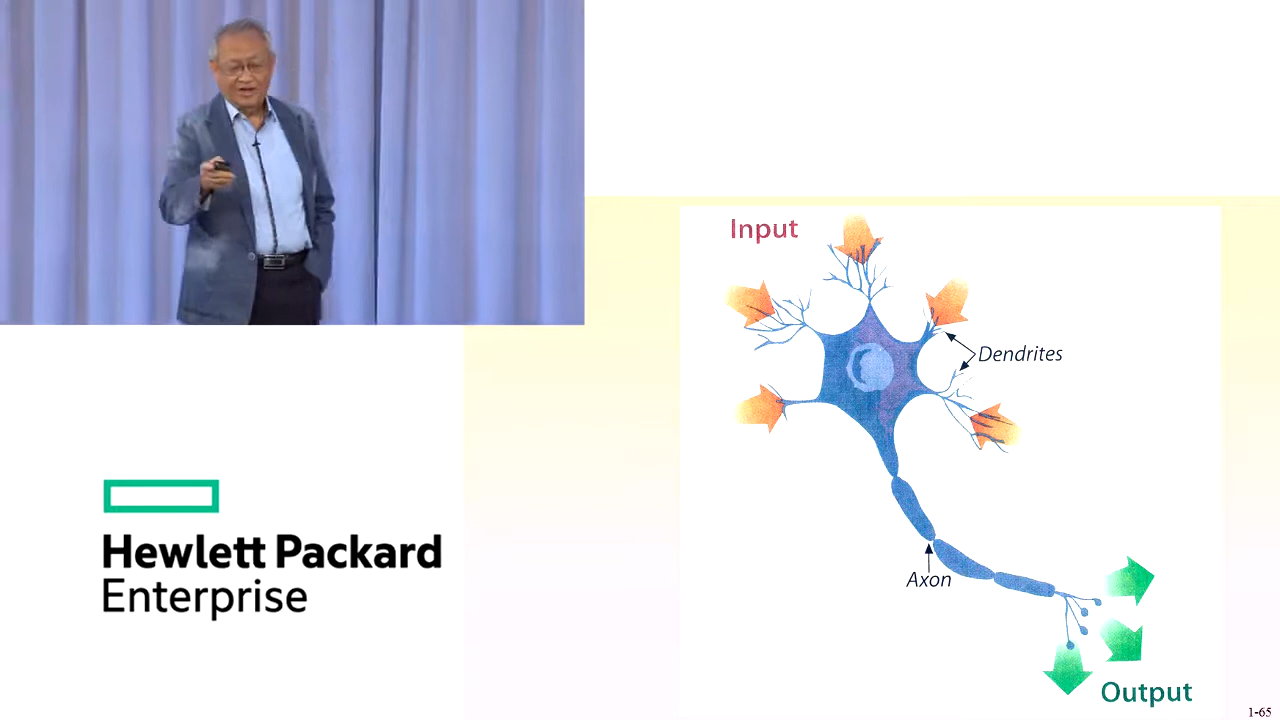 Input
Dendrites
Hewlett Packard
Enterprise
Axon
Output
1-65